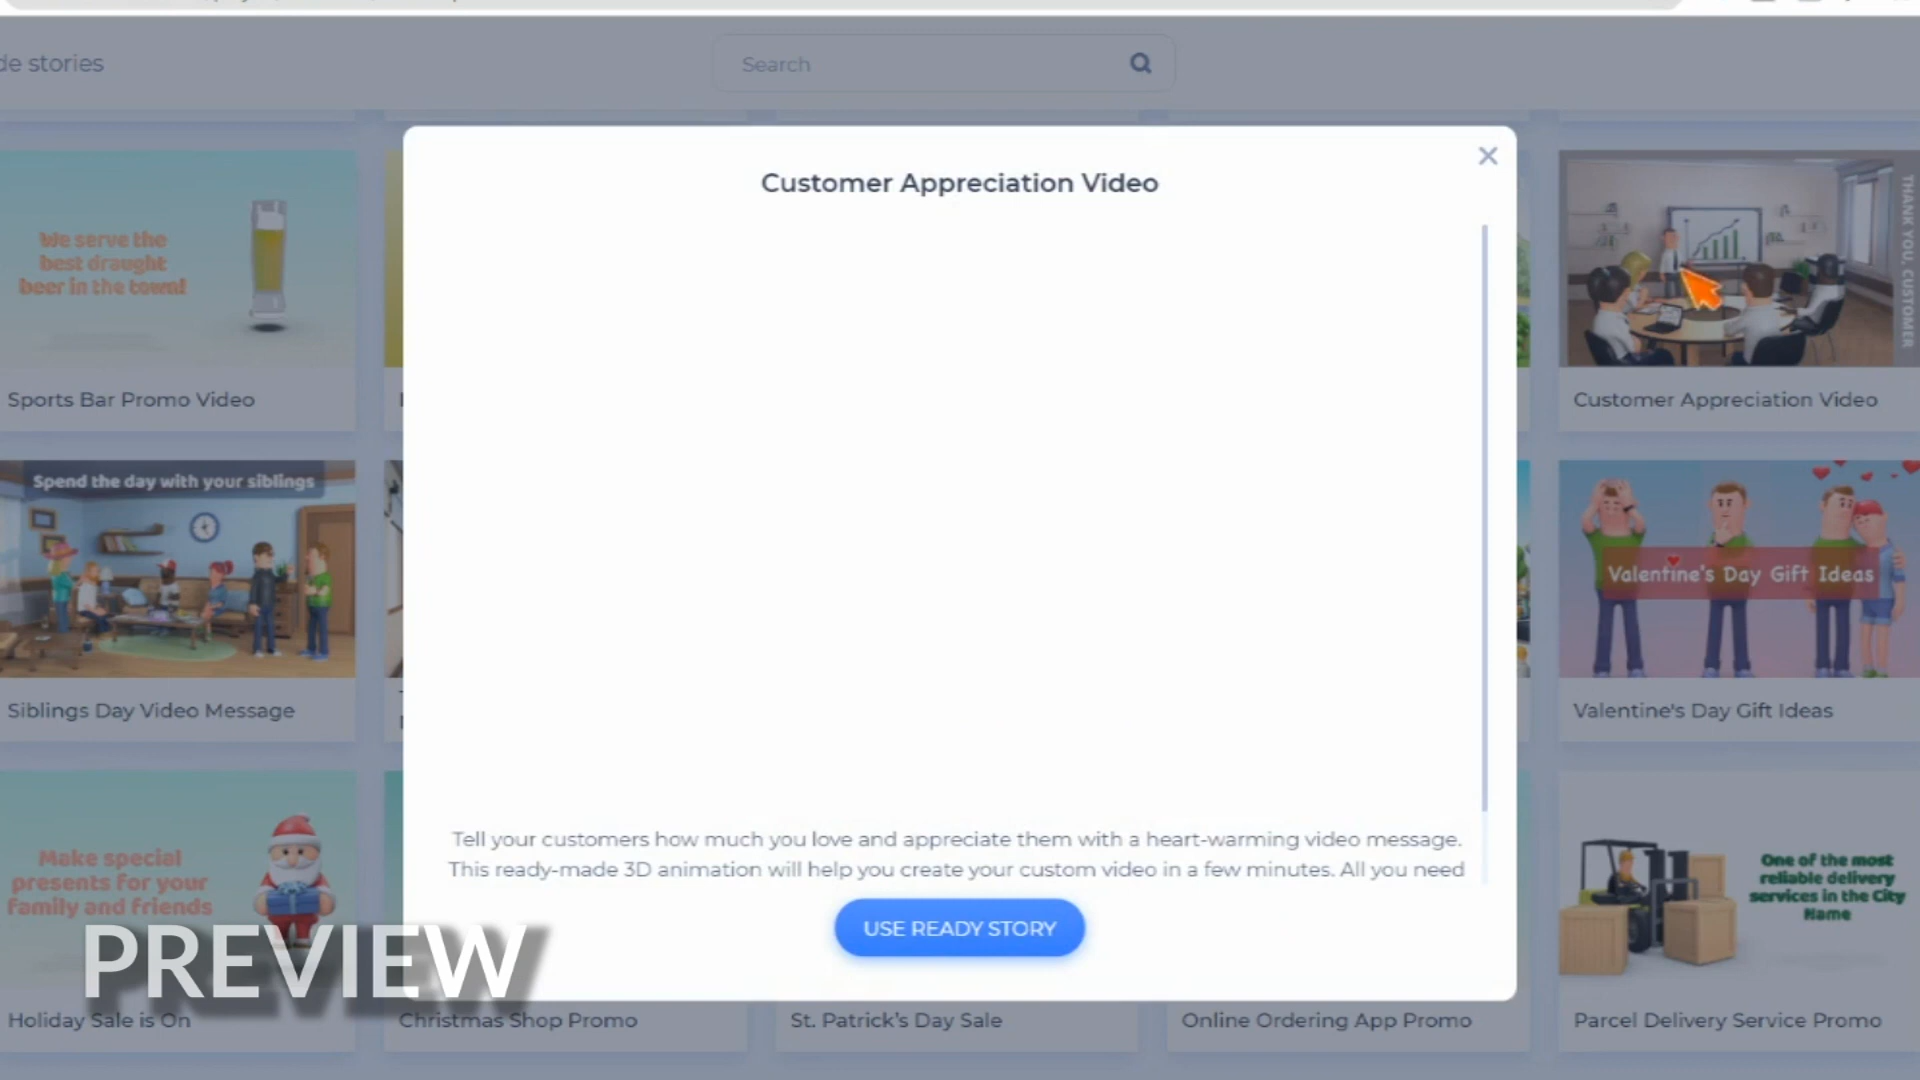 de stories
Search
Customer Appreciation Video
We serve the
best draught
beer in the town!
THANK YOU, CUSTOMER
Sports Bar Promo Video
Customer Appreciation Video
Spend the day with your siblings
Valentine's Day Gift Ideas
Siblings Day Video Message
Valentine's Day Gift Ideas
Tell your customers how much you love and appreciate them with a heart-warming video message.
This ready-made 3D animation will help you create your custom video in a few minutes. All you need
USE READY STORY
Make special
presents for your
family and friends
One of the most
reliable delivery
services in the City
Name
PREVIEW
Holiday Sale is On
Christmas Shop Promo
St. Patrick's Day Sale
Online Ordering App Promo
Parcel Delivery Service Promo